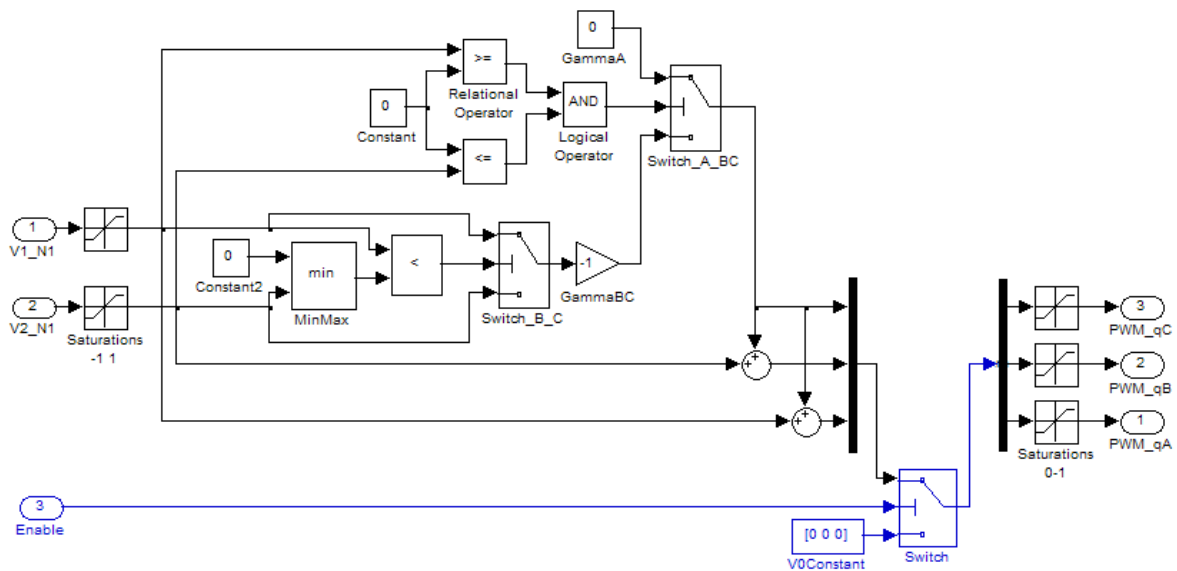 0
GammaA
>=
Relational
Operator
0
Constant
AND
Logical
Operator
<=
Switch_A_BC
1
V1_N1
0
Constant2
min
MinMax
<
Switch_B_C
-1
GammaBC
2
V2_N1
Saturations
-1 1
3
PWM_qC
2
PWM_qB
1
PWM_qA
Saturations
0-1
3
Enable
[0 0 0]
V0Constant
Switch
+
+
+
+